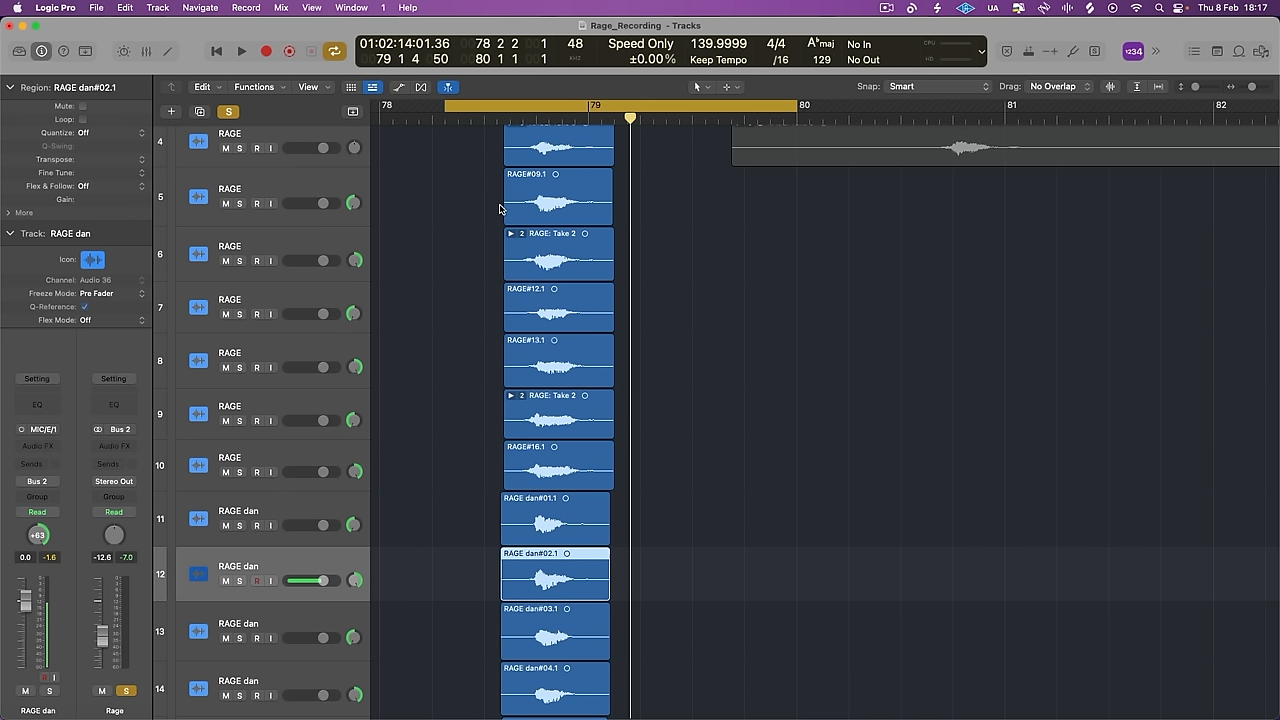 Logic Pro File Edit Track Navigate Record Mix View Window 1 Help UA Thu 8 Feb 18:17
Rage_Recording - Tracks
01:02:14:01.36 0078 2 2 001 48 Speed Only 139.9999 4/4 A♭maj No In CPU
0079 1 4 050 0080 1 1 001 KHZ ±0.00% Keep Tempo /16 129 No Out HD
1234
Region: RAGE dan#02.1
Mute:
Loop:
Quantize: Off
Q-Swing:
Transpose:
Fine Tune:
Flex & Follow: Off
Gain:
More
Track: RAGE dan
Icon:
Channel: Audio 36
Freeze Mode: Pre Fader
Q-Reference:
Flex Mode: Off
Setting Setting
EQ EQ
MIC/E/1 Bus 2
Audio FX Audio FX
Sends Sends
Bus 2 Stereo Out
Group Group
Read Read
+63
0.0 -1.6 -12.6 -7.0
R I
M S M S
RAGE dan Rage
Edit Functions View Snap: Smart Drag: No Overlap
S
78 79 80 81 82
4 RAGE M S R I
5 RAGE M S R I RAGE#09.1
6 RAGE M S R I 2 RAGE: Take 2
7 RAGE M S R I RAGE#12.1
8 RAGE M S R I RAGE#13.1
9 RAGE M S R I 2 RAGE: Take 2
10 RAGE M S R I RAGE#16.1
11 RAGE dan M S R I RAGE dan#01.1
12 RAGE dan M S R I RAGE dan#02.1
13 RAGE dan M S R I RAGE dan#03.1
14 RAGE dan M S R I RAGE dan#04.1